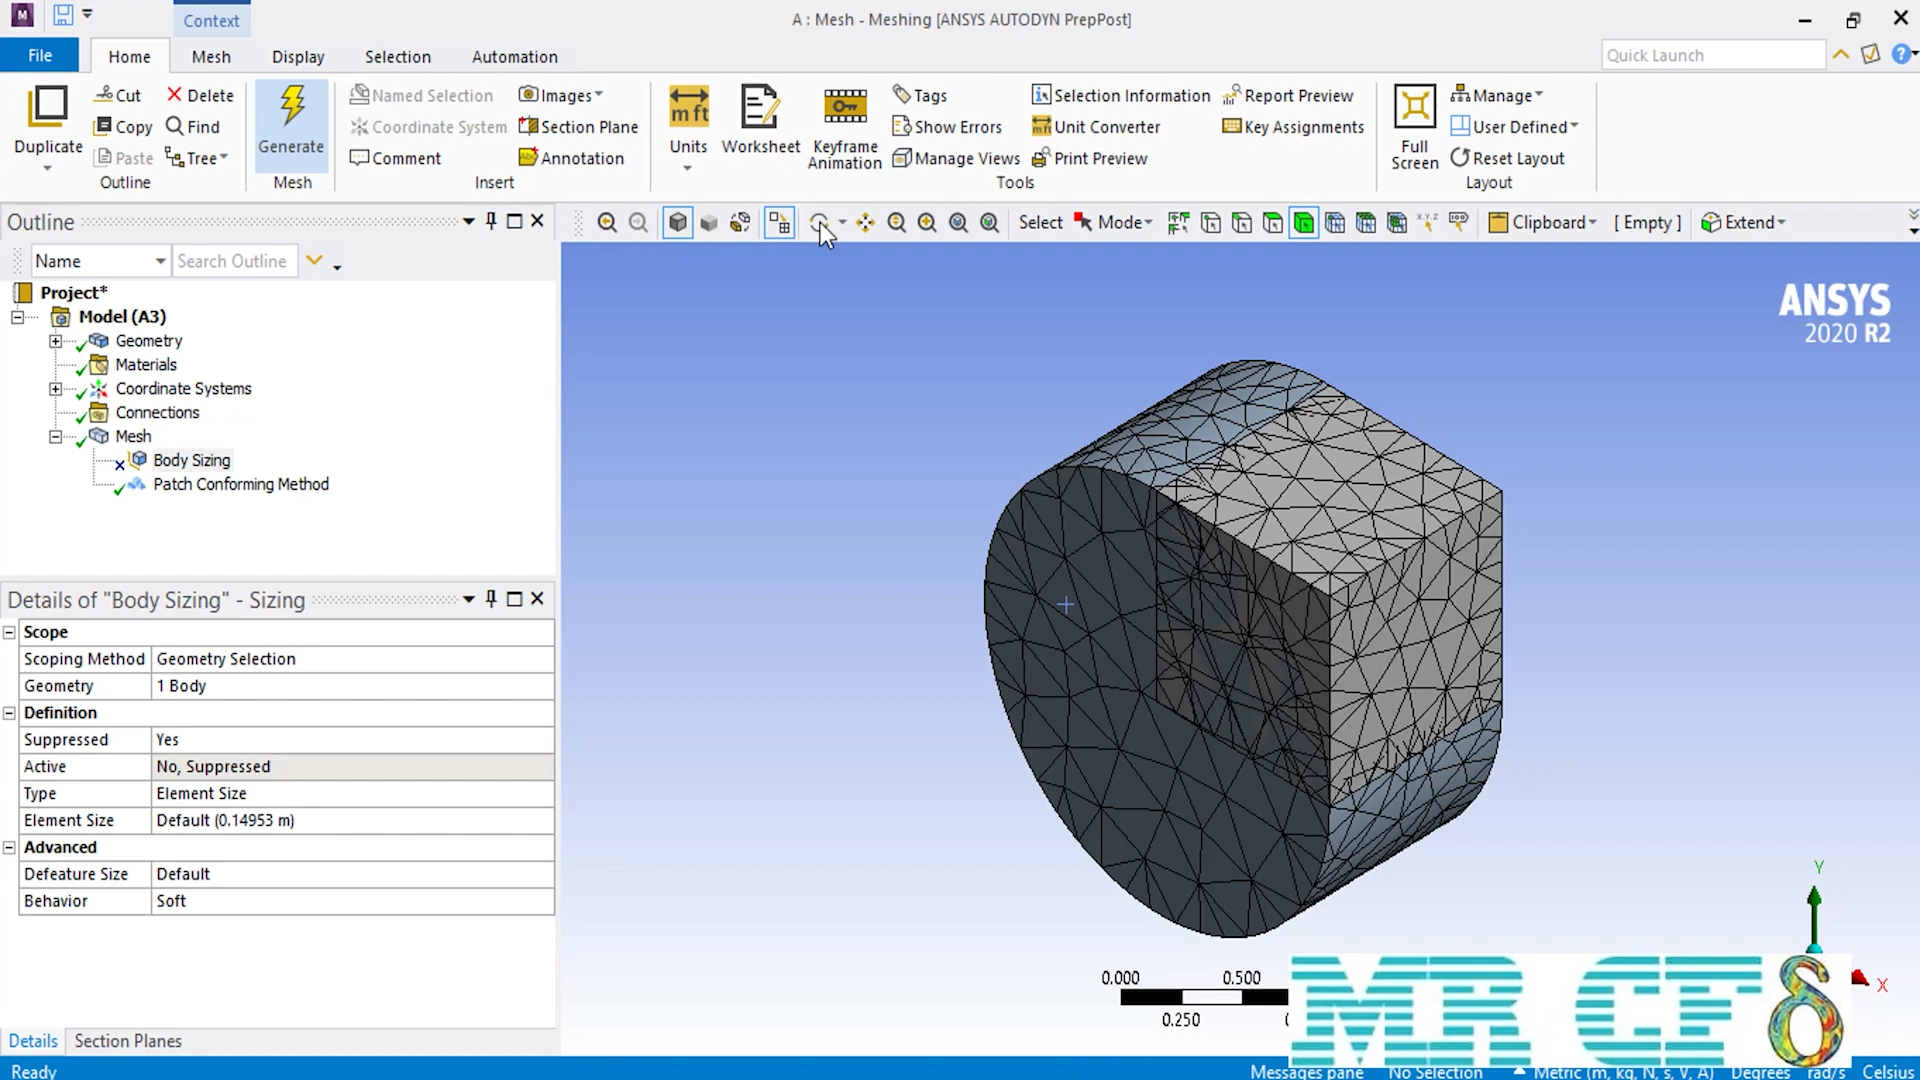 Context
A : Mesh - Meshing [ANSYS AUTODYN PrepPost]
File
Home
Mesh
Display
Selection
Automation
Quick Launch
Duplicate
Cut
Copy
Paste
Delete
Find
Tree
Outline
Generate
Mesh
Named Selection
Coordinate System
Comment
Images
Section Plane
Annotation
Insert
mft
Units
Worksheet
Keyframe
Animation
Tags
Show Errors
Manage Views
Selection Information
Unit Converter
Print Preview
Report Preview
Key Assignments
Tools
Full
Screen
Manage
User Defined
Reset Layout
Layout
Outline
Select
Mode
Clipboard
[ Empty ]
Extend
Name
Search Outline
Project*
Model (A3)
Geometry
Materials
Coordinate Systems
Connections
Mesh
Body Sizing
Patch Conforming Method
ANSYS
2020 R2
Details of "Body Sizing" - Sizing
Scope
Scoping Method Geometry Selection
Geometry 1 Body
Definition
Suppressed Yes
Active No, Suppressed
Type Element Size
Element Size Default (0.14953 m)
Advanced
Defeature Size Default
Behavior Soft
Y
X
0.000 0.500
0.250
MR CFδ
Details
Section Planes
Ready
Messages pane
No Selection
Metric (m, kg, N, s, V, A)
Degrees
rad/s
Celsius